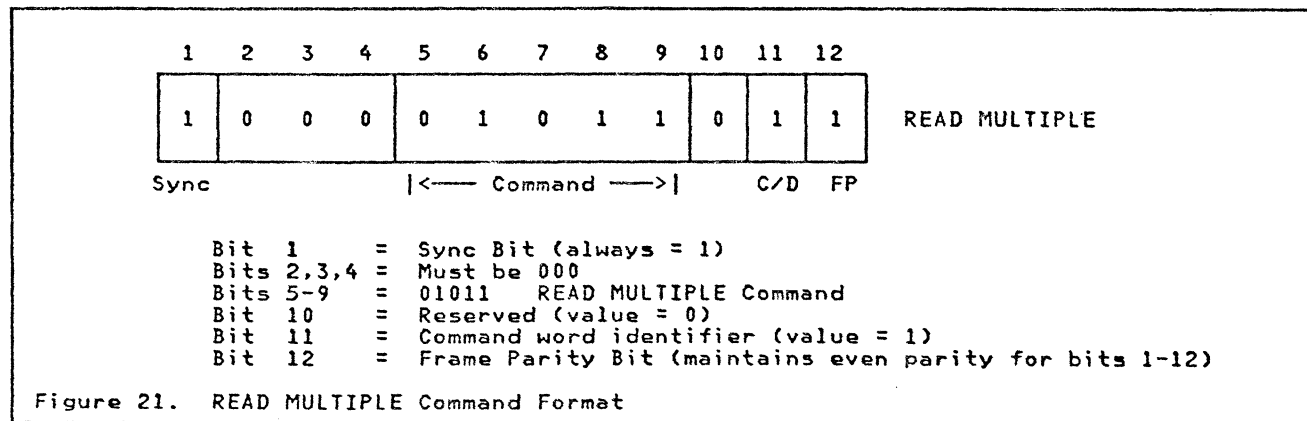 1 2 3 4 5 6 7 8 9 10 11 12
1 0 0 0 0 1 0 1 1 0 1 1 READ MULTIPLE
Sync |<—— Command ——>| C/D FP
Bit 1 = Sync Bit (always = 1)
Bits 2,3,4 = Must be 000
Bits 5-9 = 01011 READ MULTIPLE Command
Bit 10 = Reserved (value = 0)
Bit 11 = Command word identifier (value = 1)
Bit 12 = Frame Parity Bit (maintains even parity for bits 1-12)
Figure 21. READ MULTIPLE Command Format